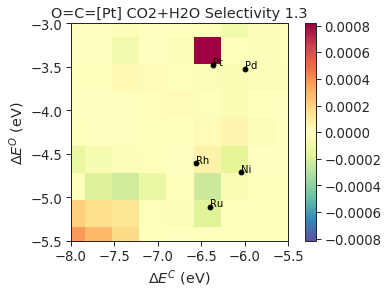 O=C=[Pt] CO2+H2O Selectivity 1.3
−3.0
−3.5
−4.0
−4.5
−5.0
−5.5
ΔE^O (eV)
Pt
Pd
Rh
Ni
Ru
−8.0 −7.5 −7.0 −6.5 −6.0 −5.5
ΔE^C (eV)
0.0008
0.0006
0.0004
0.0002
0.0000
−0.0002
−0.0004
−0.0006
−0.0008